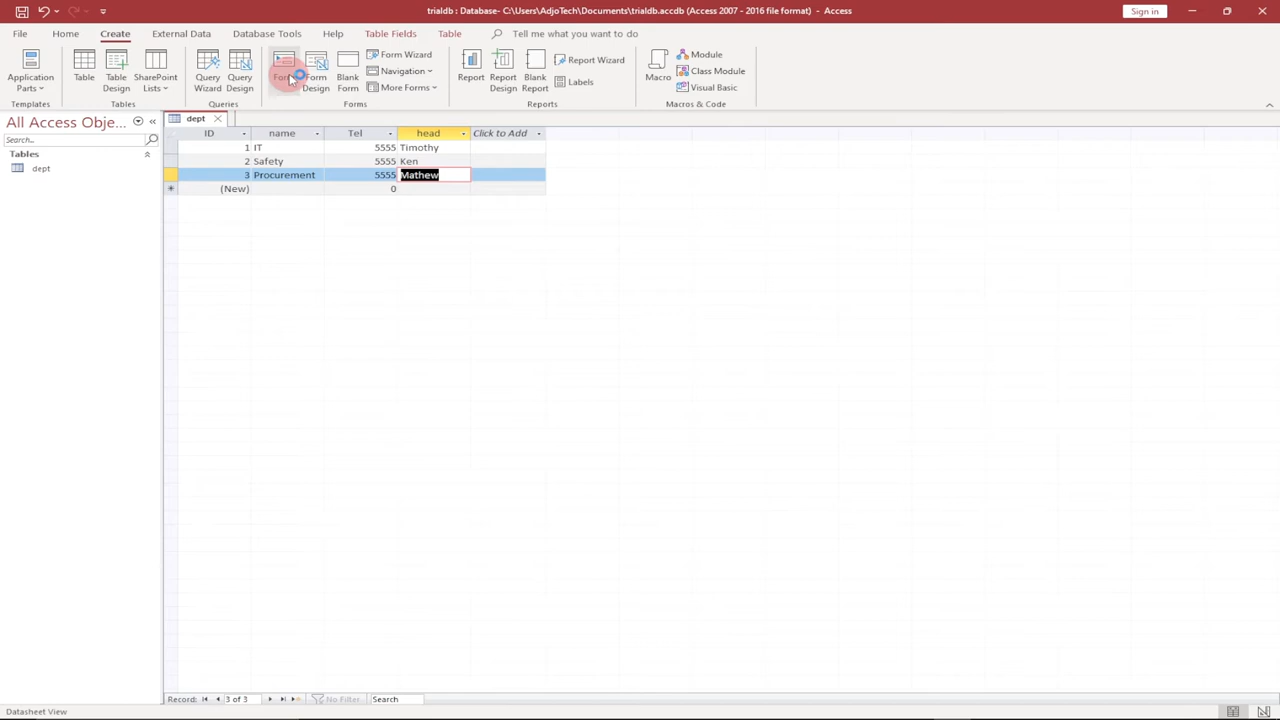 trialdb : Database- C:\Users\AdjoTech\Documents\trialdb.accdb (Access 2007 - 2016 file format) - Access
Sign in
File Home Create External Data Database Tools Help Table Fields Table Tell me what you want to do
Application Parts
Templates
Table
Table Design
SharePoint Lists
Tables
Query Wizard
Query Design
Queries
Form
Form Design
Blank Form
Form Wizard
Navigation
More Forms
Forms
Report
Report Design
Blank Report
Report Wizard
Labels
Reports
Macro
Module
Class Module
Visual Basic
Macros & Code
All Access Obje...
Search...
Tables
dept
dept
ID name Tel head Click to Add
1 IT 5555 Timothy
2 Safety 5555 Ken
3 Procurement 5555 Mathew
(New) 0
Record: 3 of 3 No Filter Search
Datasheet View